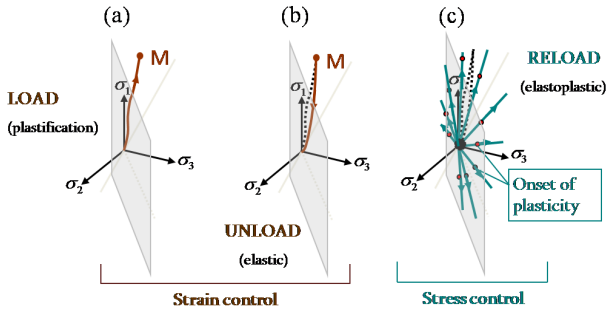 (a)
(b)
(c)
M
M
RELOAD
(elastoplastic)
σ1
σ1
σ
LOAD
(plastification)
σ3
σ3
σ3
σ2
σ2
σ2
Onset of
plasticity
UNLOAD
(elastic)
Strain control
Stress control